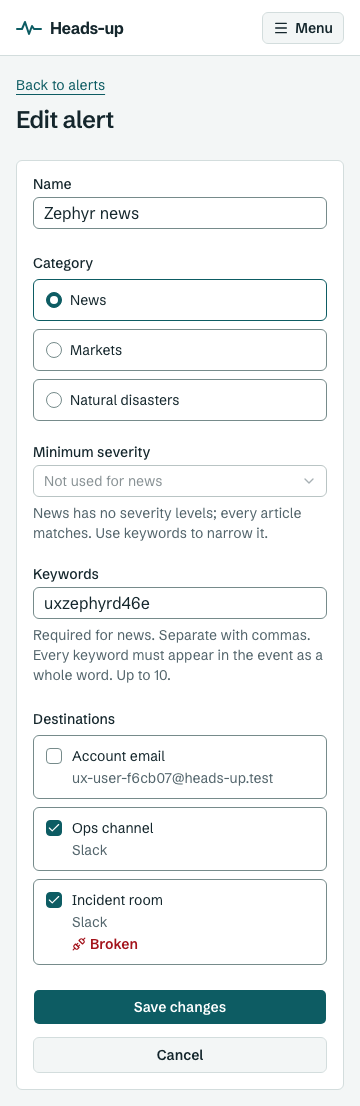 Heads-up
Menu
Back to alerts
Edit alert
Name
Zephyr news
Category
News
Markets
Natural disasters
Minimum severity
Not used for news
News has no severity levels; every article
matches. Use keywords to narrow it.
Keywords
uxzephyrd46e
Required for news. Separate with commas.
Every keyword must appear in the event as a
whole word. Up to 10.
Destinations
Account email
ux-user-f6cb07@heads-up.test
Ops channel
Slack
Incident room
Slack
Broken
Save changes
Cancel